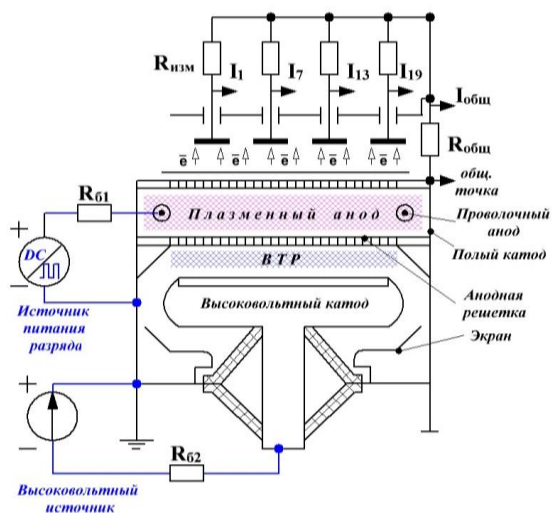 Rизм
I1
I7
I13
I19
Iобщ
Rобщ
ē
ē
ē
ē
общ.
точка
Rб1
Плазменный анод
Проволочный
анод
Полый катод
+
DC
−
ВТР
Источник
питания
разряда
Высоковольтный катод
Анодная
решетка
Экран
+
−
Rб2
Высоковольтный
источник